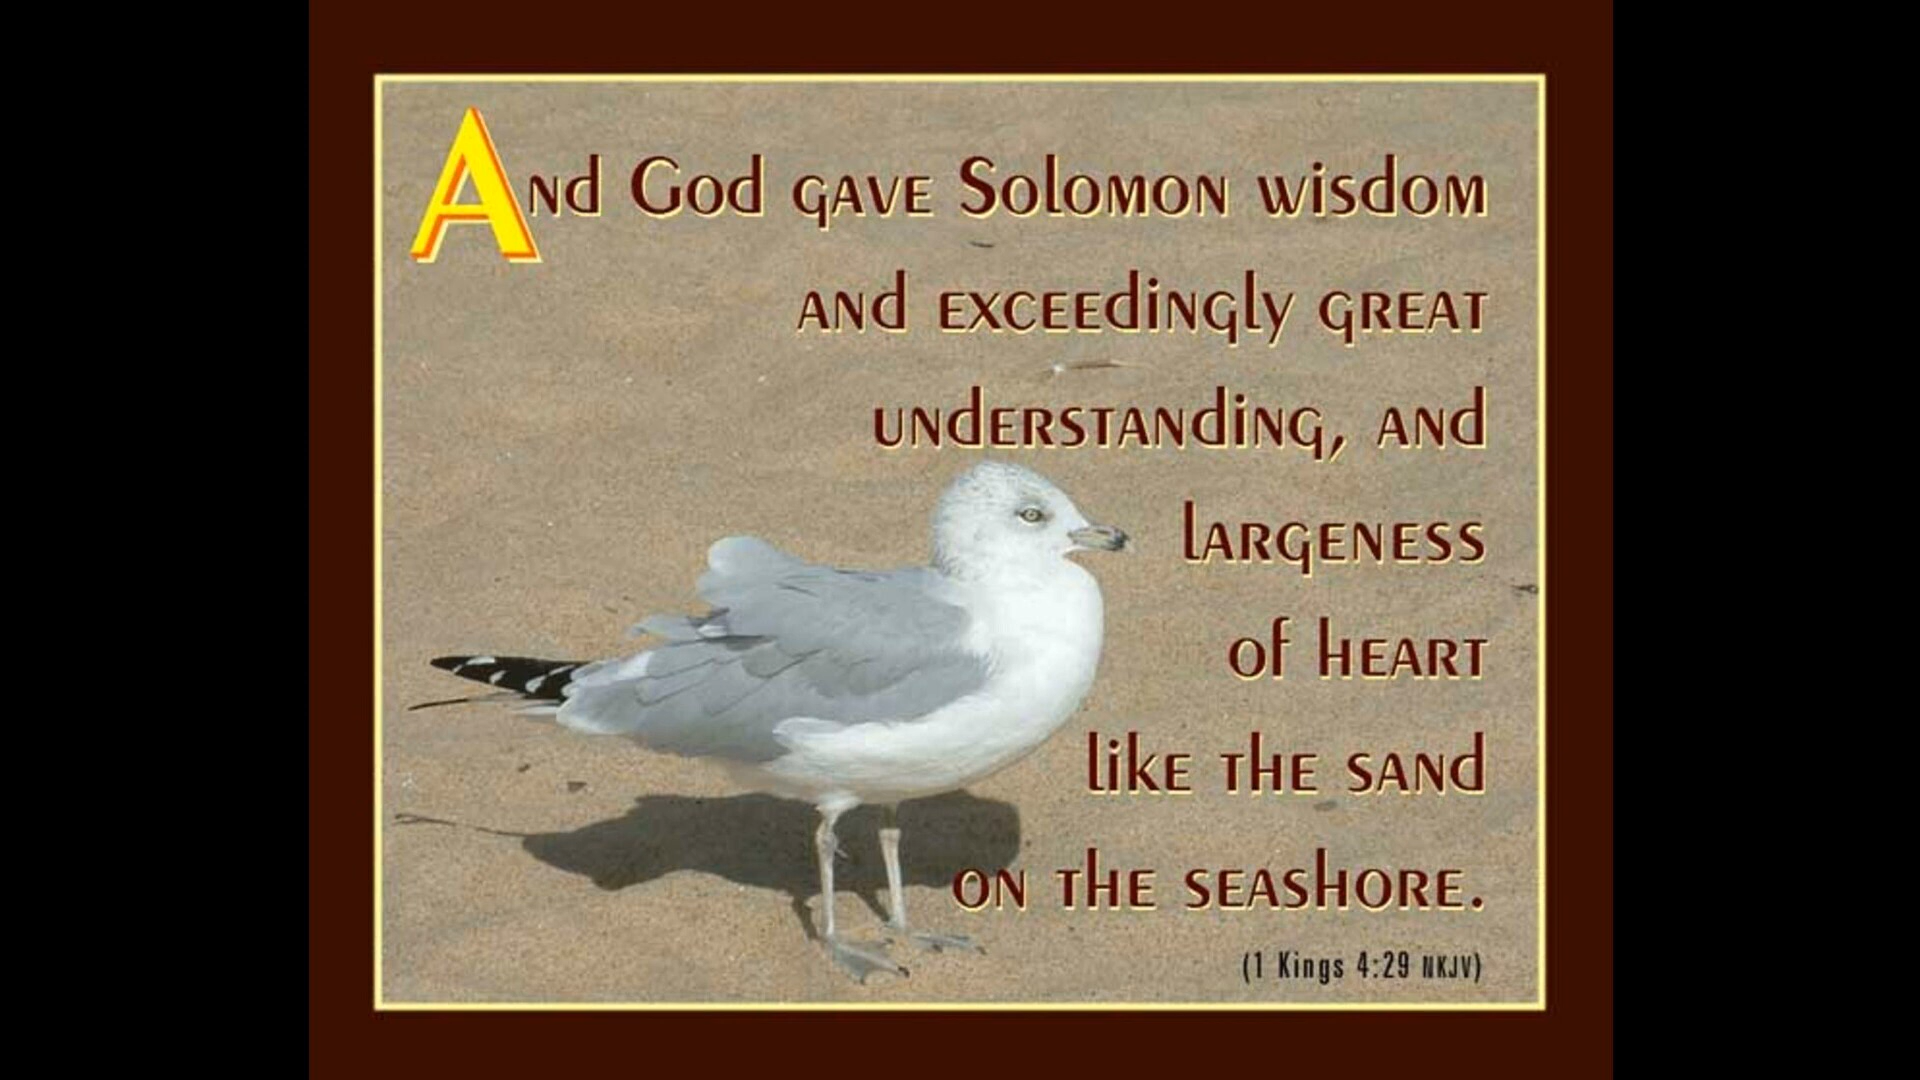 And God gave Solomon wisdom
and exceedingly great
understanding, and
largeness
of heart
like the sand
on the seashore.
(1 Kings 4:29 NKJV)